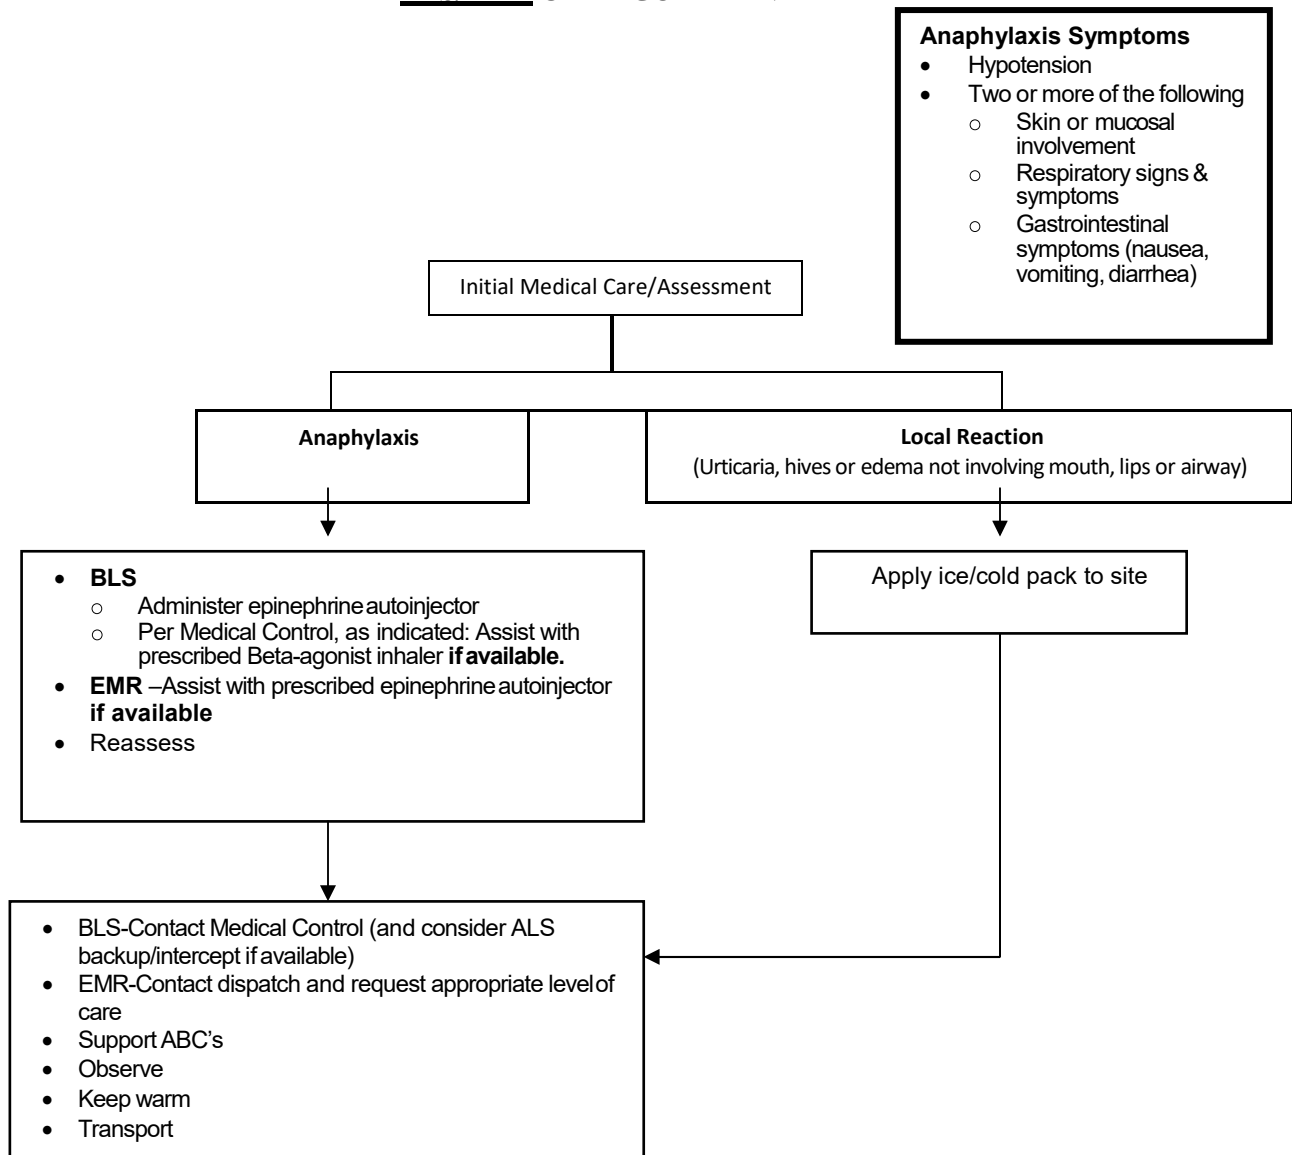 Anaphylaxis Symptoms
• Hypotension
• Two or more of the following
o Skin or mucosal
involvement
o Respiratory signs &
symptoms
o Gastrointestinal
symptoms (nausea,
vomiting, diarrhea)
Initial Medical Care/Assessment
Anaphylaxis
Local Reaction
(Urticaria, hives or edema not involving mouth, lips or airway)
• BLS
o Administer epinephrine autoinjector
o Per Medical Control, as indicated: Assist with
prescribed Beta-agonist inhaler if available.
• EMR –Assist with prescribed epinephrine autoinjector
if available
• Reassess
Apply ice/cold pack to site
• BLS-Contact Medical Control (and consider ALS
backup/intercept if available)
• EMR-Contact dispatch and request appropriate level of
care
• Support ABC’s
• Observe
• Keep warm
• Transport